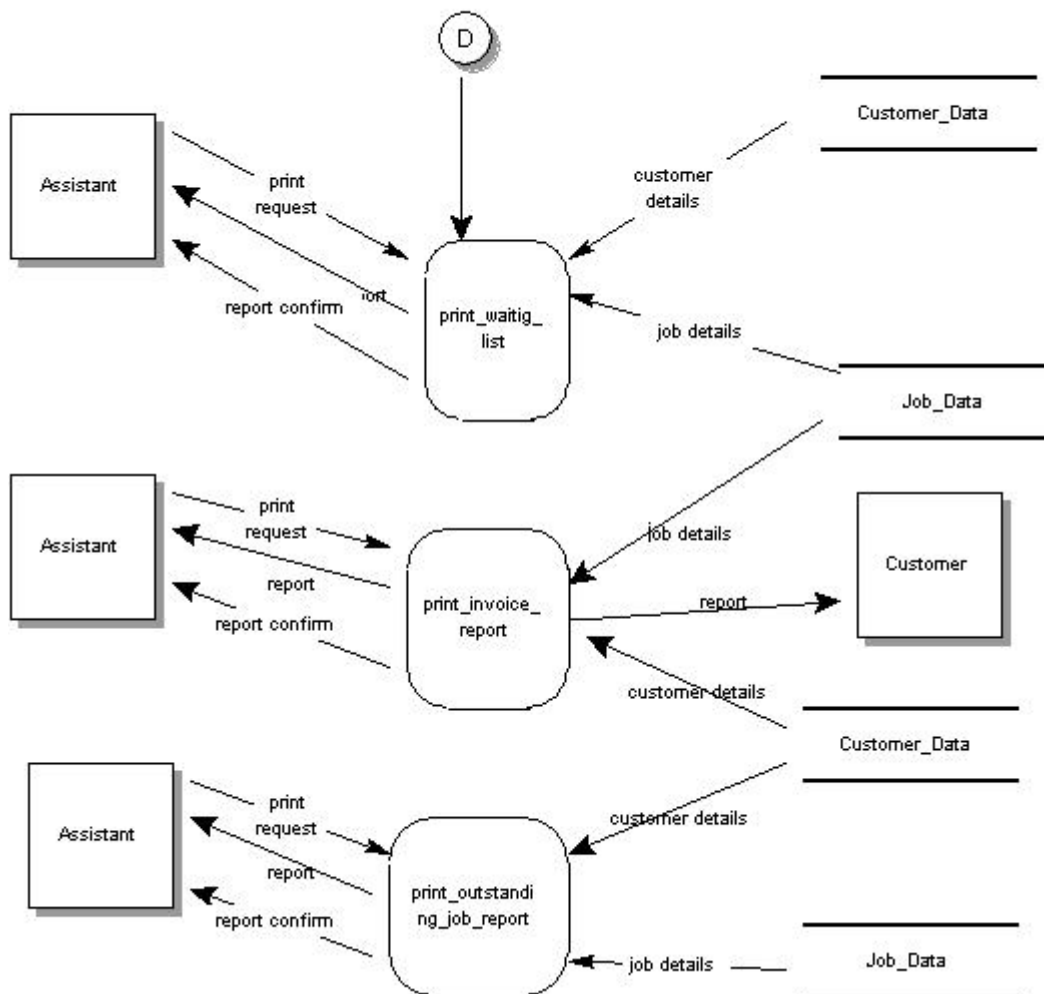 D
Customer_Data
Assistant
print
request
customer
details
report confirm
print_waitig_
list
job details
Job_Data
print
request
Assistant
job details
Customer
report
print_invoice_
report
report
report confirm
customer details
Customer_Data
print
request
Assistant
customer details
report
print_outstandi
ng_job_report
report confirm
job details
Job_Data